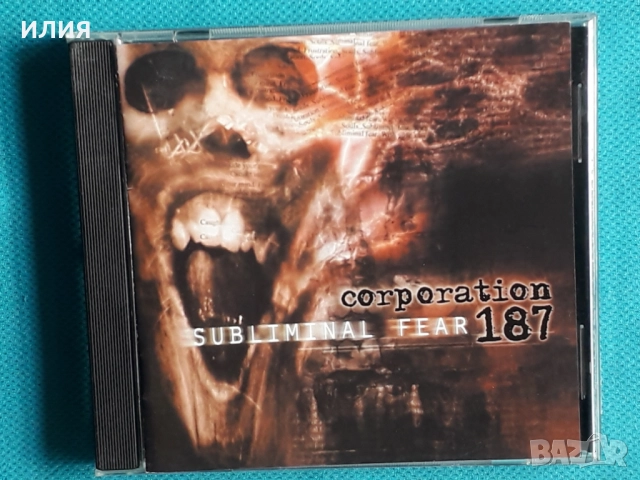 илия
corporation
187
SUBLIMINAL FEAR
BAZAR